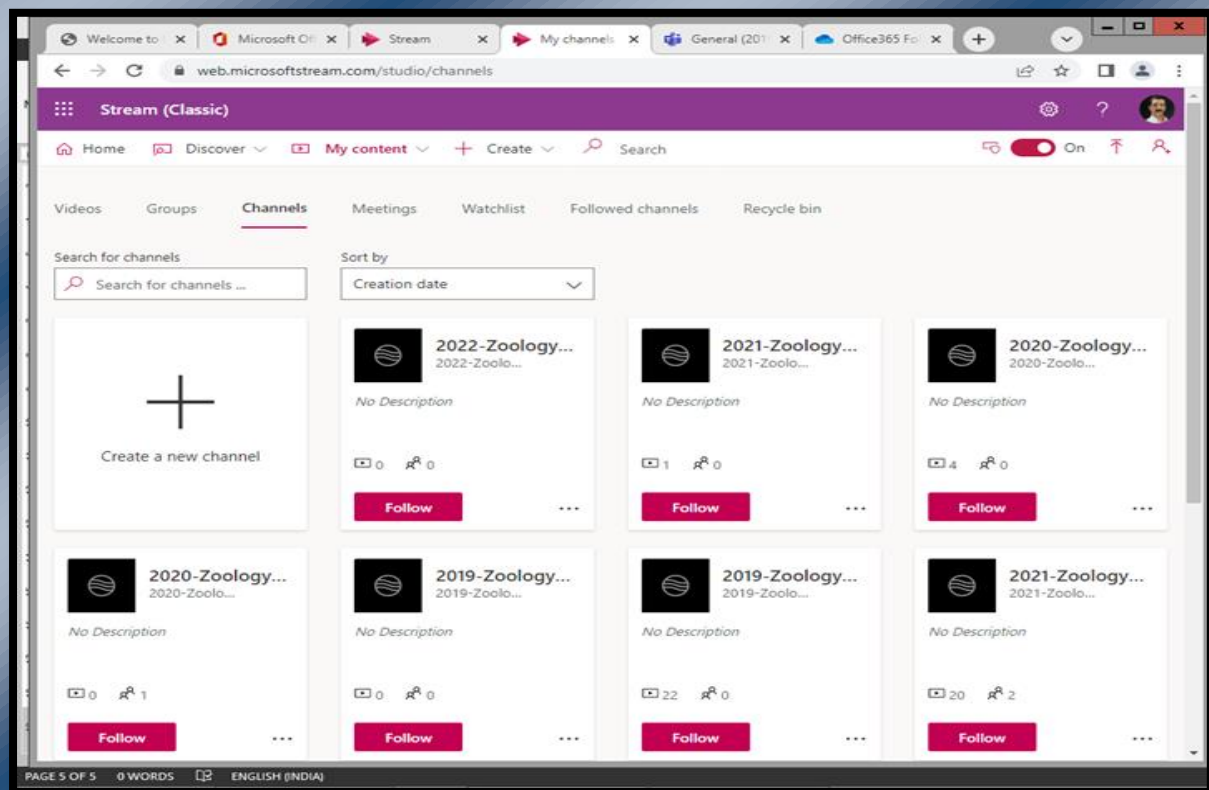 Welcome to
Microsoft Of
Stream
My channels
General (201
Office365 Fo
web.microsoftstream.com/studio/channels
Stream (Classic)
Home Discover My content + Create Search On
Videos Groups Channels Meetings Watchlist Followed channels Recycle bin
Search for channels Sort by
Search for channels ... Creation date
Create a new channel
2022-Zoology...
2022-Zoolo...
No Description
0 0
Follow ...
2021-Zoology...
2021-Zoolo...
No Description
1 0
Follow ...
2020-Zoology...
2020-Zoolo...
No Description
4 0
Follow ...
2020-Zoology...
2020-Zoolo...
No Description
0 1
Follow ...
2019-Zoology...
2019-Zoolo...
No Description
0 0
Follow ...
2019-Zoology...
2019-Zoolo...
No Description
22 0
Follow ...
2021-Zoology...
2021-Zoolo...
No Description
20 2
Follow ...
PAGE 5 OF 5 0 WORDS ENGLISH (INDIA)